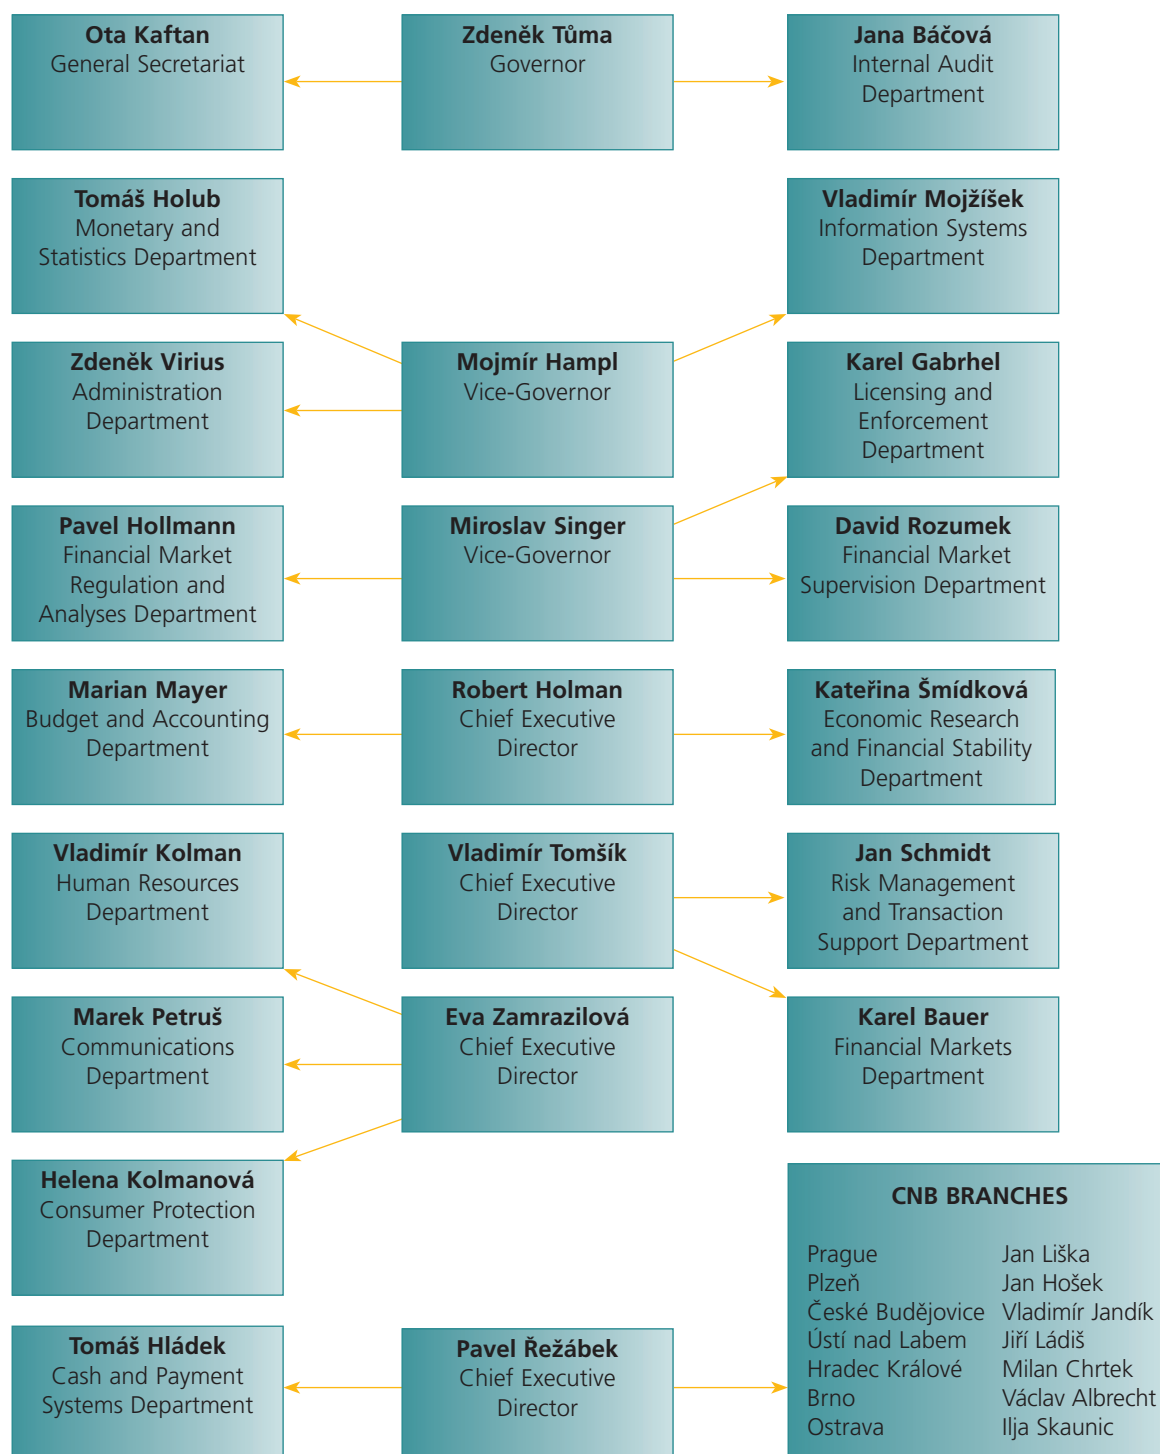 Ota Kaftan
General Secretariat
Zdeněk Tůma
Governor
Jana Báčová
Internal Audit
Department
Tomáš Holub
Monetary and
Statistics Department
Vladimír Mojžíšek
Information Systems
Department
Zdeněk Virius
Administration
Department
Mojmír Hampl
Vice-Governor
Karel Gabrhel
Licensing and
Enforcement
Department
Pavel Hollmann
Financial Market
Regulation and
Analyses Department
Miroslav Singer
Vice-Governor
David Rozumek
Financial Market
Supervision Department
Marian Mayer
Budget and Accounting
Department
Robert Holman
Chief Executive
Director
Kateřina Šmídková
Economic Research
and Financial Stability
Department
Vladimír Kolman
Human Resources
Department
Vladimír Tomšík
Chief Executive
Director
Jan Schmidt
Risk Management
and Transaction
Support Department
Marek Petruš
Communications
Department
Eva Zamrazilová
Chief Executive
Director
Karel Bauer
Financial Markets
Department
Helena Kolmanová
Consumer Protection
Department
CNB BRANCHES
Prague Jan Liška
Plzeň Jan Hošek
České Budějovice Vladimír Jandík
Ústí nad Labem Jiří Ládiš
Hradec Králové Milan Chrtek
Brno Václav Albrecht
Ostrava Ilja Skaunic
Tomáš Hládek
Cash and Payment
Systems Department
Pavel Řežábek
Chief Executive
Director